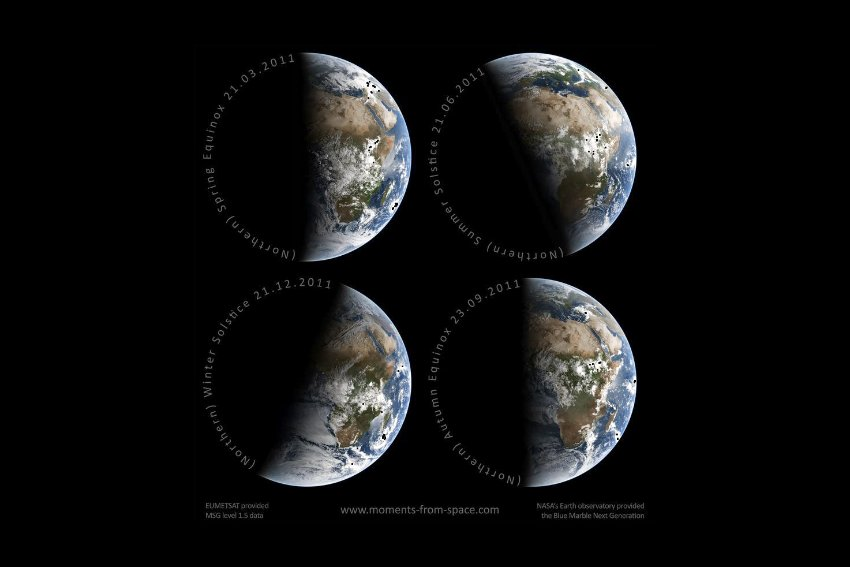 (Northern) Spring Equinox 21.03.2011
(Northern) Summer Solstice 21.06.2011
(Northern) Winter Solstice 21.12.2011
(Northern) Autumn Equinox 23.09.2011
EUMETSAT provided
MSG level 1.5 data
www.moments-from-space.com
NASA's Earth observatory provided
the Blue Marble Next Generation